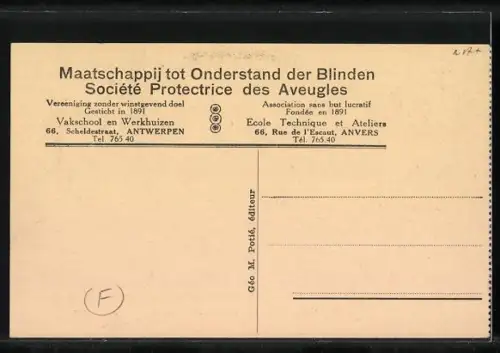 Maatschappij tot Onderstand der Blinden
Société Protectrice des Aveugles
Vereeniging zonder winstgevend doel
Gesticht in 1891
Vakschool en Werkhuizen
66, Scheldestraat, ANTWERPEN
Tel. 765.40
Association sans but lucratif
Fondée en 1891
Ecole Technique et Ateliers
66, Rue de l'Escaut, ANVERS
Tél. 765.40
Géo M. Potié, éditeur
F